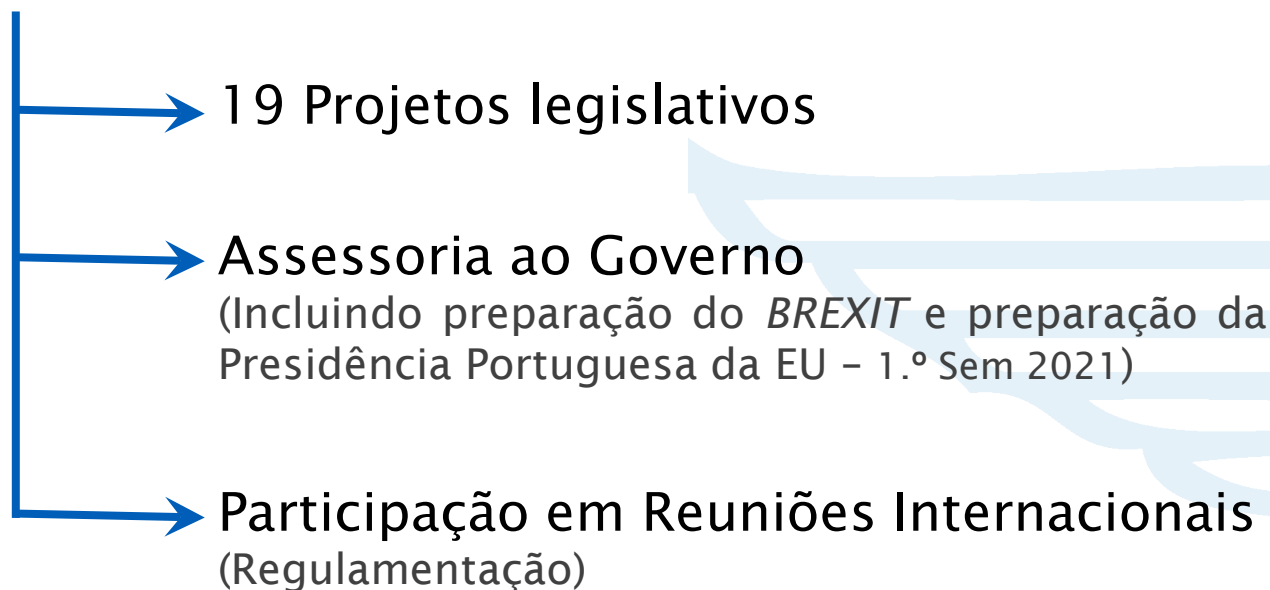 19 Projetos legislativos
Assessoria ao Governo
(Incluindo preparação do BREXIT e preparação da
Presidência Portuguesa da EU – 1.º Sem 2021)
Participação em Reuniões Internacionais
(Regulamentação)